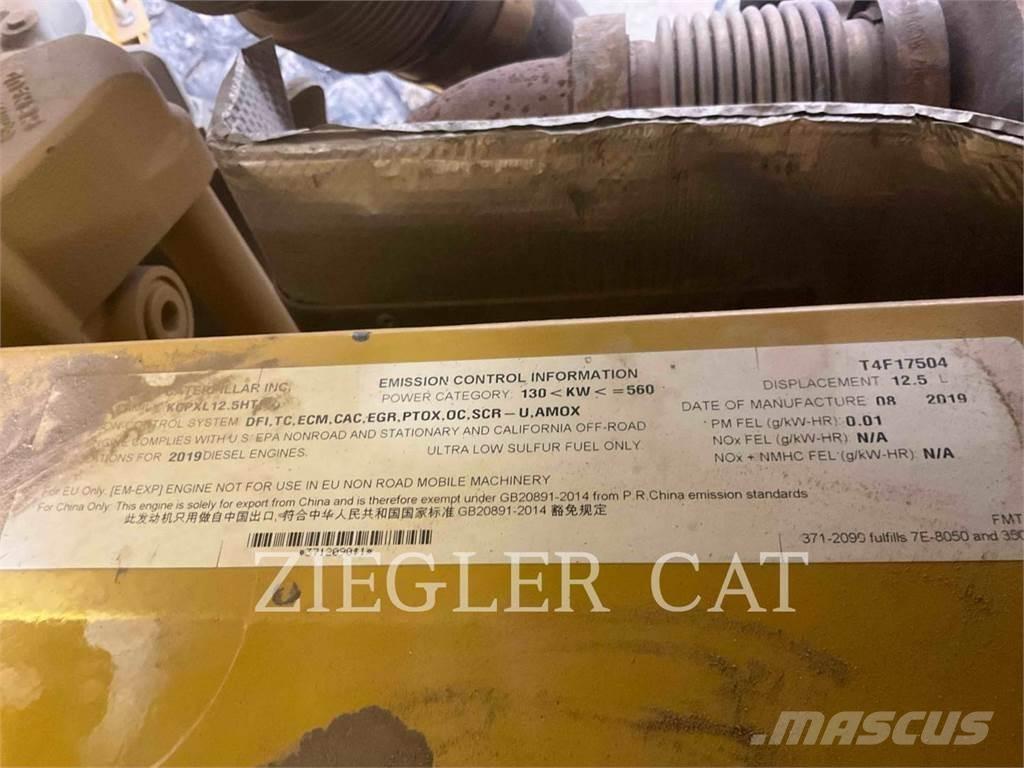 T4F17504
CATERPILLAR INC. EMISSION CONTROL INFORMATION DISPLACEMENT: 12.5 L
KCPXL12.5HT POWER CATEGORY: 130<KW<=560 DATE OF MANUFACTURE 08 2019
CONTROL SYSTEM: DFI,TC,ECM,CAC,EGR,PTOX,OC,SCR-U,AMOX PM FEL (g/kW-HR): 0.01
COMPLIES WITH U S EPA NONROAD AND STATIONARY AND CALIFORNIA OFF-ROAD NOx FEL (g/kW-HR): N/A
FOR 2019 DIESEL ENGINES. ULTRA LOW SULFUR FUEL ONLY. NOx + NMHC FEL (g/kW-HR): N/A
For EU Only: [EM-EXP] ENGINE NOT FOR USE IN EU NON ROAD MOBILE MACHINERY
For China Only: This engine is solely for export from China and is therefore exempt under GB20891-2014 from P.R.China emission standards
此发动机只用做自中国出口,符合中华人民共和国国家标准 GB20891-2014 豁免规定
FMT
371-2090 fulfills 7E-8050 and
ZIEGLER CAT
MASCUS